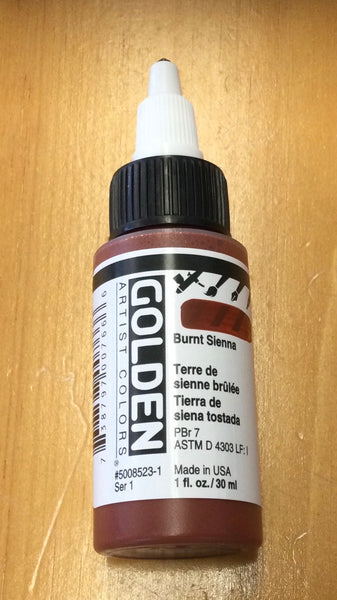 GOLDEN
ARTIST COLORS®
Burnt Sienna
Terre de
sienne brûlée
Tierra de
siena tostada
PBr 7
ASTM D 4303 LF: I
#5008523-1
Ser 1
Made in USA
1 fl. oz. / 30 ml